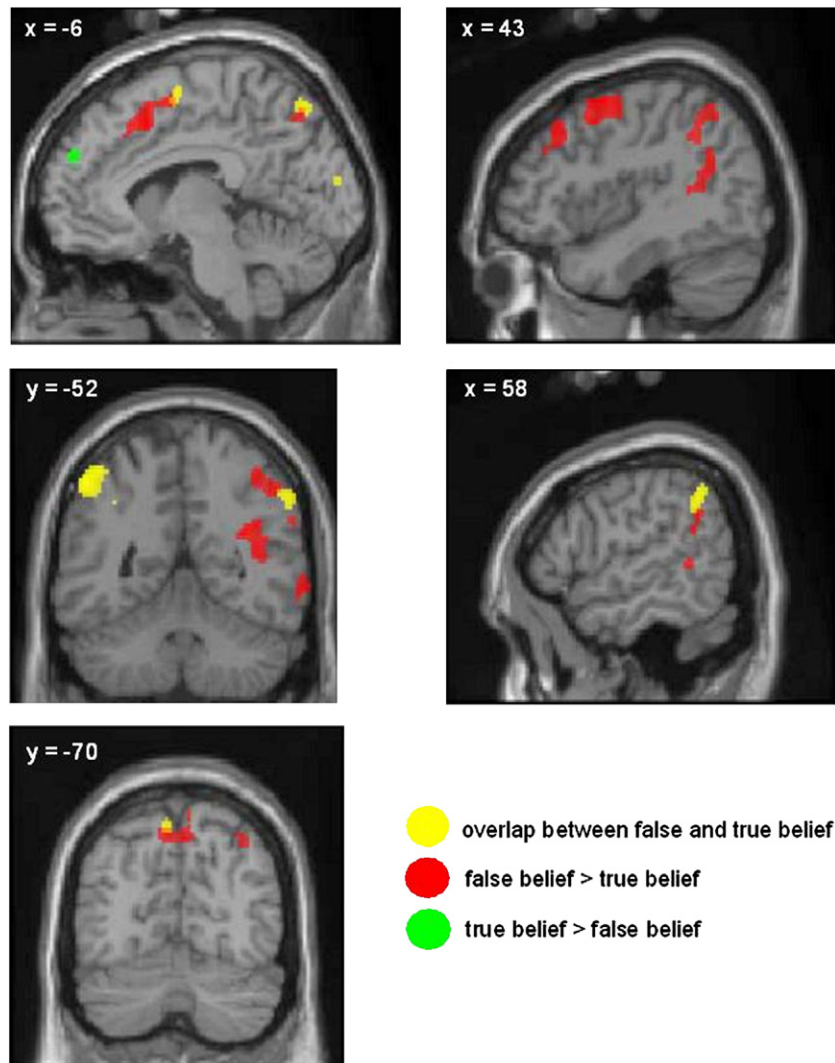 x = -6
x = 43
y = -52
x = 58
y = -70
overlap between false and true belief
false belief > true belief
true belief > false belief